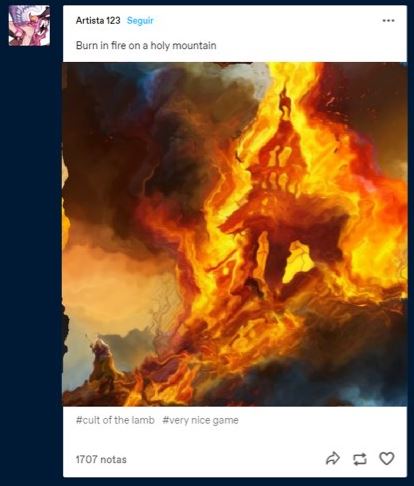 Artista 123 Seguir
Burn in fire on a holy mountain
#cult of the lamb #very nice game
1707 notas